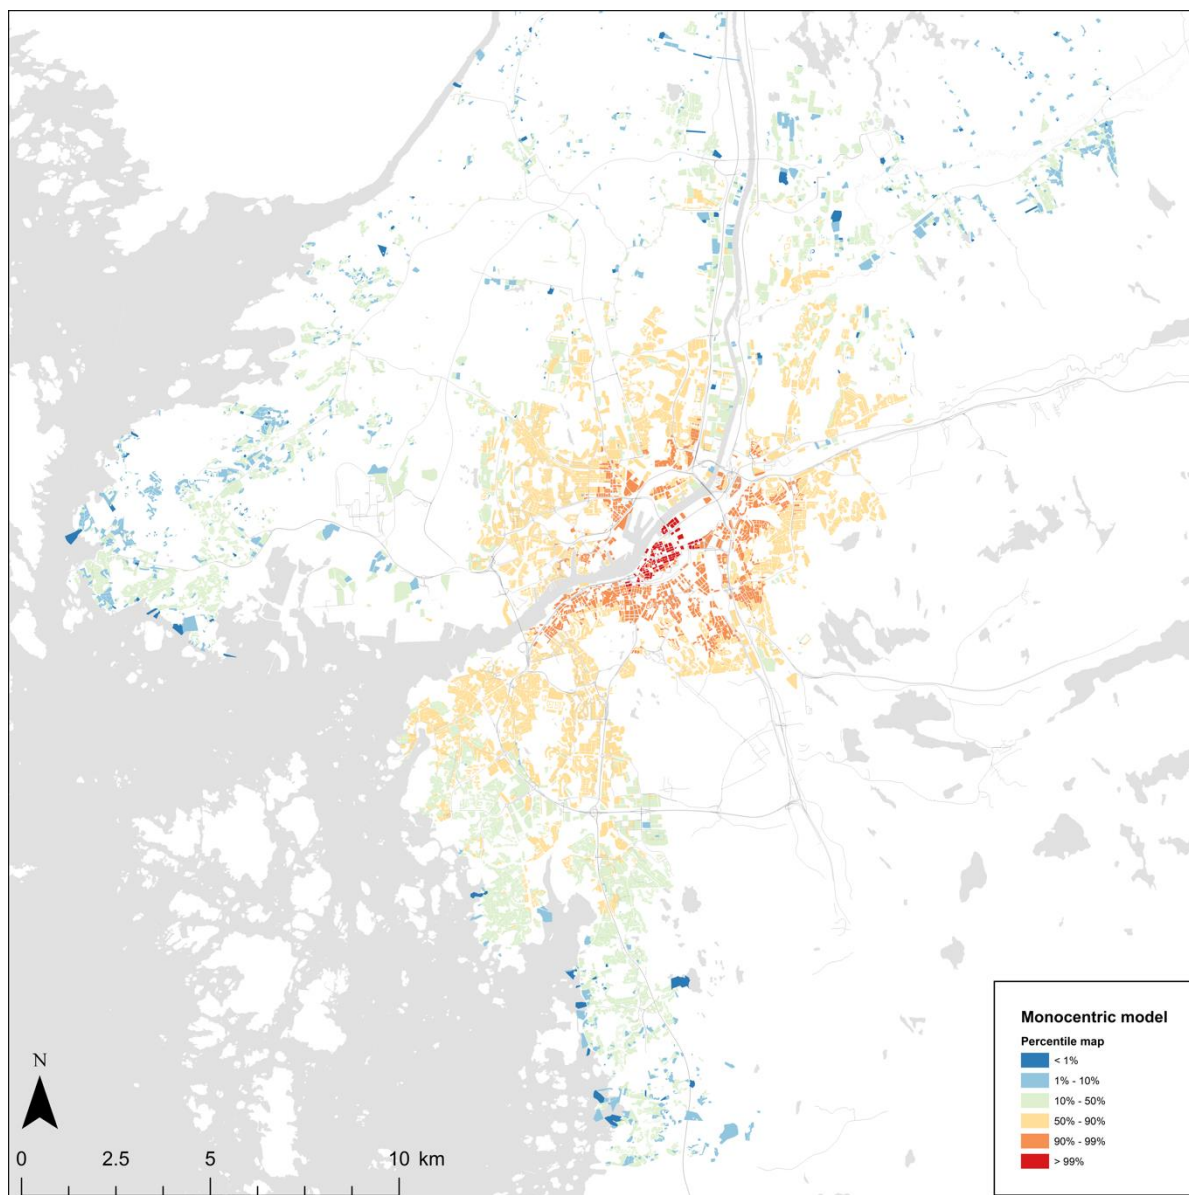 N
0 2.5 5 10 km
Monocentric model
Percentile map
< 1%
1% - 10%
10% - 50%
50% - 90%
90% - 99%
> 99%